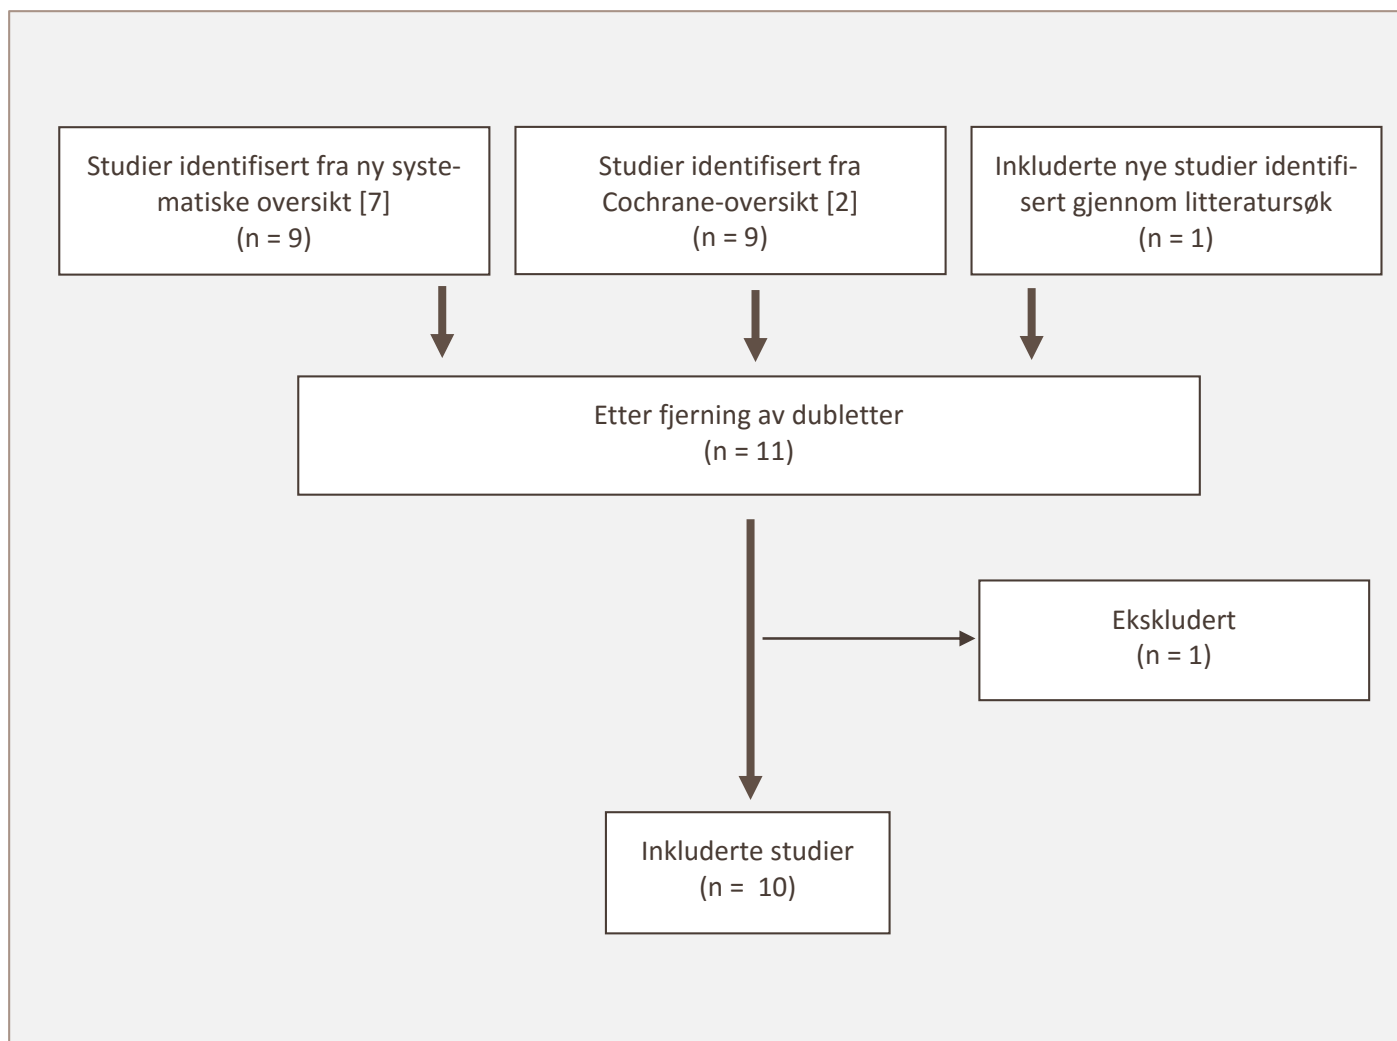 Studier identifisert fra ny syste-
matiske oversikt [7]
(n = 9)
Studier identifisert fra
Cochrane-oversikt [2]
(n = 9)
Inkluderte nye studier identifi-
sert gjennom litteratursøk
(n = 1)
Etter fjerning av dubletter
(n = 11)
Ekskludert
(n = 1)
Inkluderte studier
(n =  10)